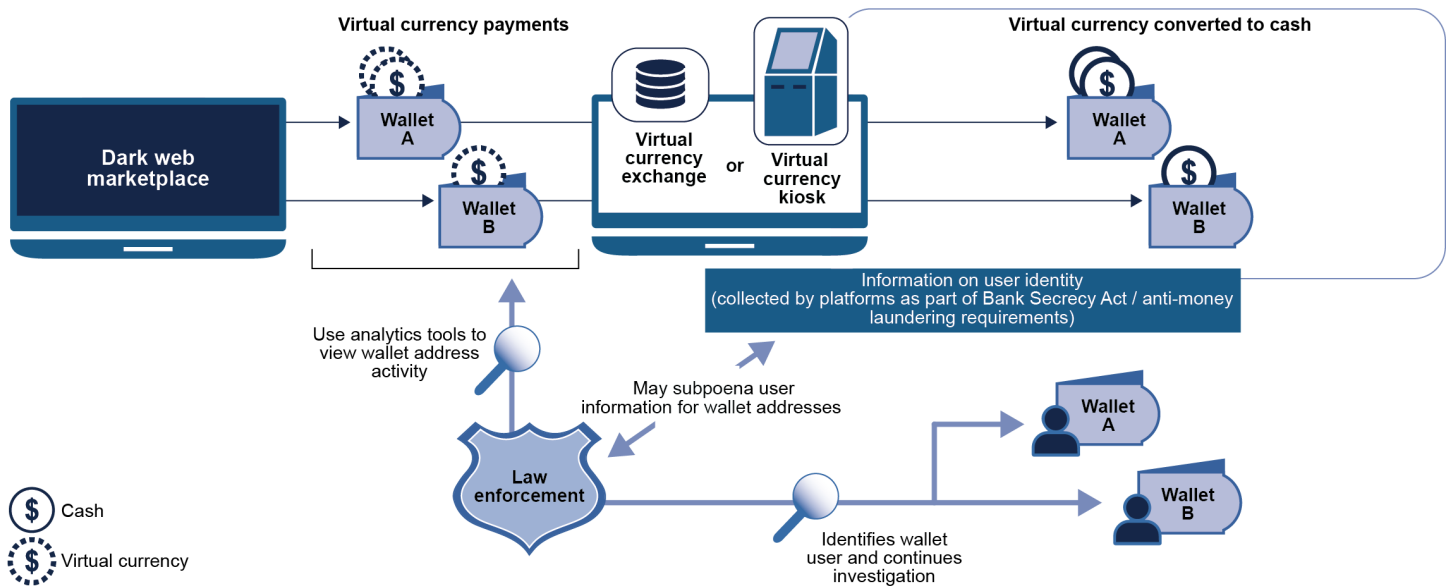 Virtual currency payments
Virtual currency converted to cash
$
$
Wallet
A
$
Wallet
B
Dark web
marketplace
Virtual
currency
exchange
or
Virtual
currency
kiosk
$
Wallet
A
$
Wallet
B
Information on user identity
(collected by platforms as part of Bank Secrecy Act / anti-money
laundering requirements)
Use analytics tools to
view wallet address
activity
May subpoena user
information for wallet addresses
Law
enforcement
Wallet
A
Wallet
B
Identifies wallet
user and continues
investigation
$ Cash
$ Virtual currency